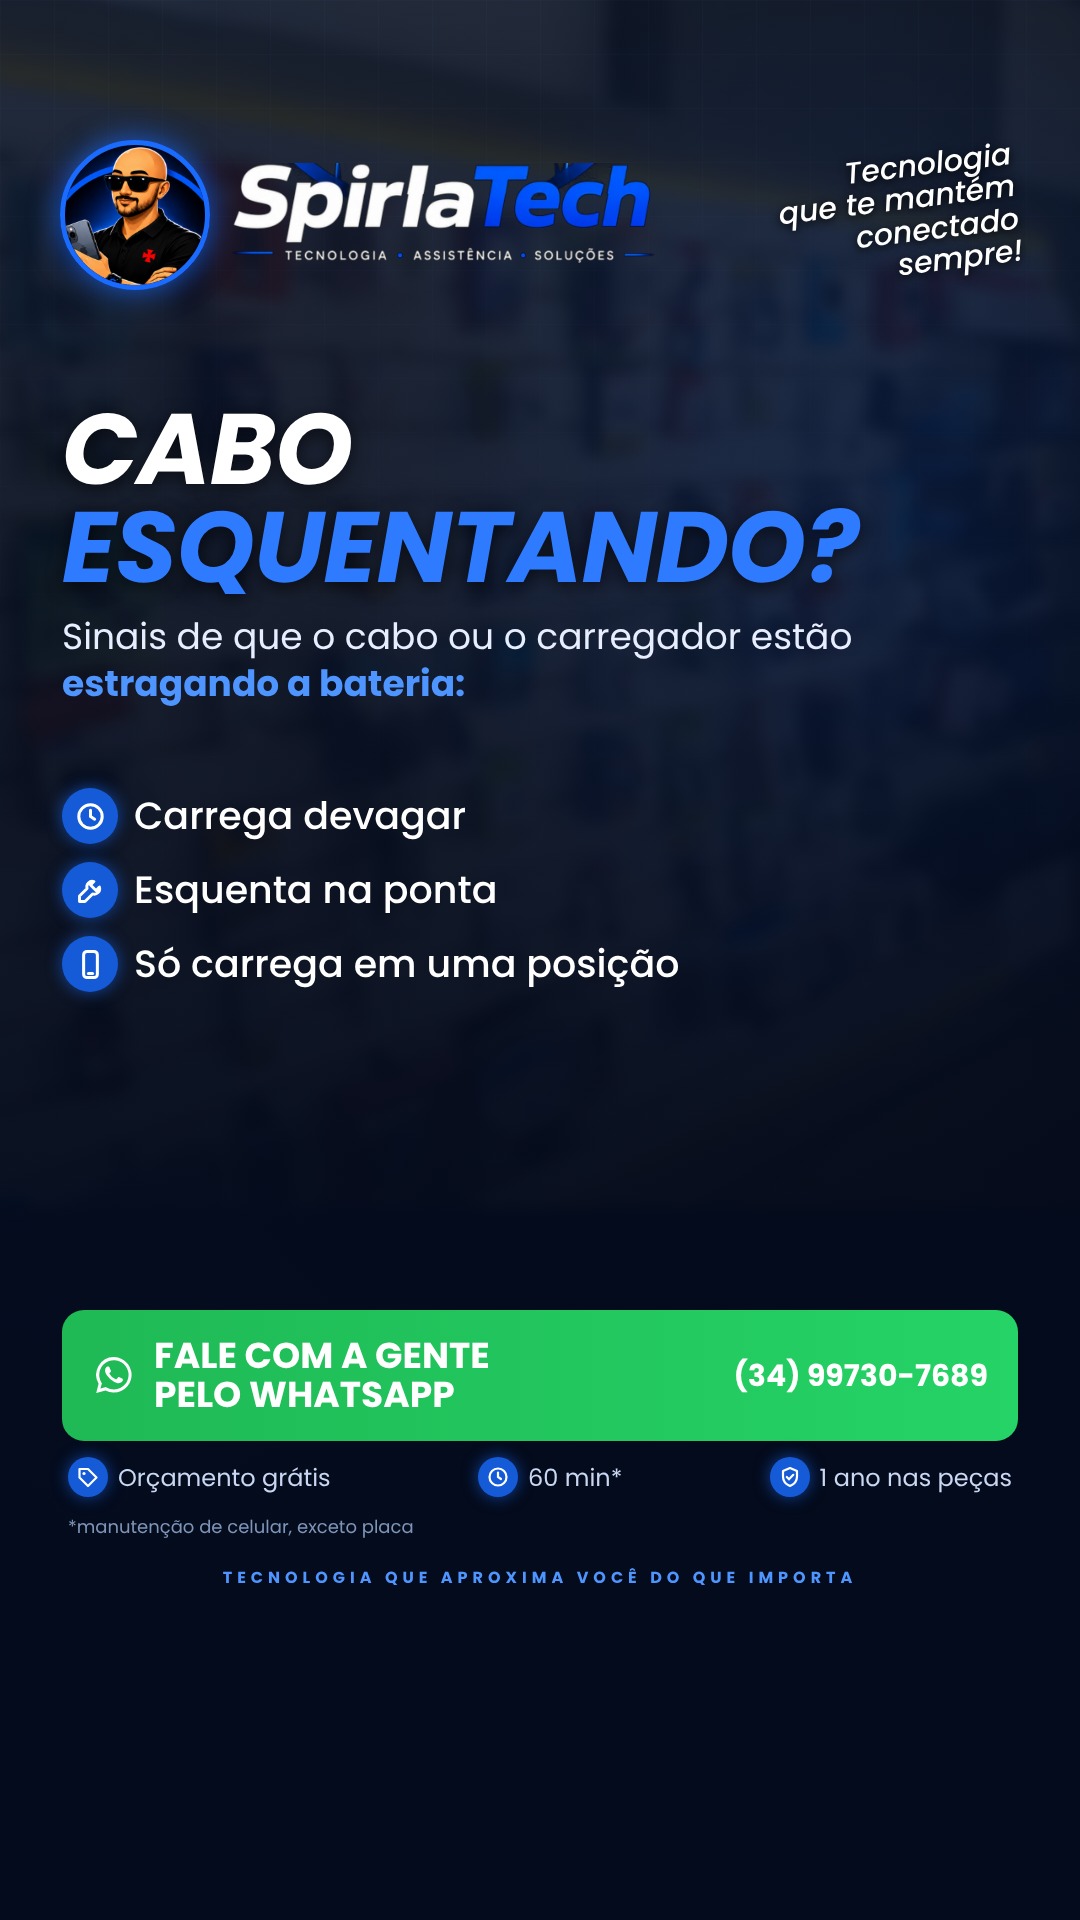 SpirlaTech
TECNOLOGIA • ASSISTÊNCIA • SOLUÇÕES
Tecnologia
que te mantém
conectado
sempre!
CABO
ESQUENTANDO?
Sinais de que o cabo ou o carregador estão
estragando a bateria:
Carrega devagar
Esquenta na ponta
Só carrega em uma posição
FALE COM A GENTE
PELO WHATSAPP
(34) 99730-7689
Orçamento grátis
60 min*
1 ano nas peças
*manutenção de celular, exceto placa
TECNOLOGIA QUE APROXIMA VOCÊ DO QUE IMPORTA